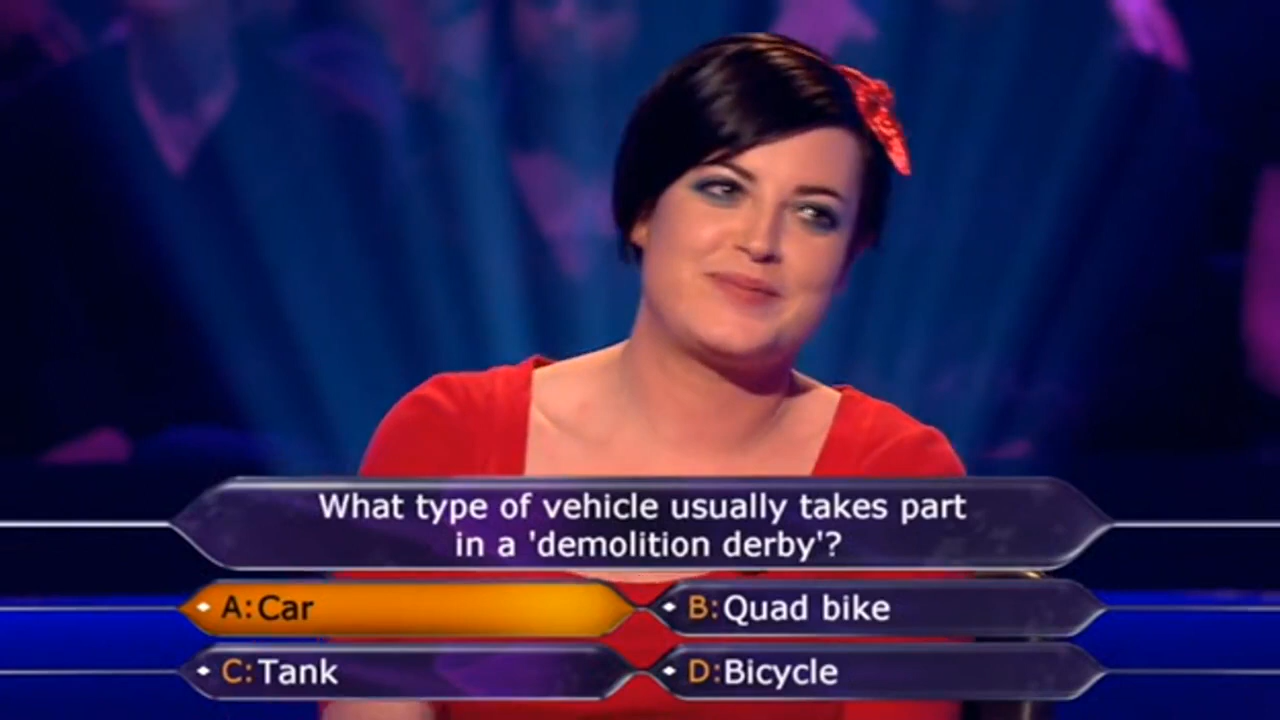 What type of vehicle usually takes part
in a 'demolition derby'?
A: Car
B: Quad bike
C: Tank
D: Bicycle